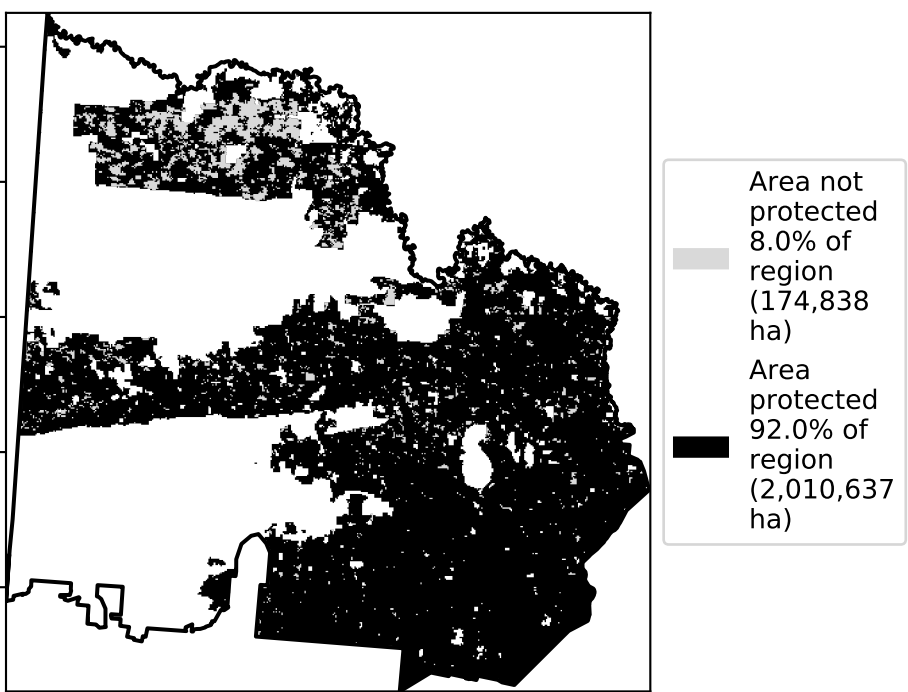 Area not
protected
8.0% of
region
(174,838
ha)
Area
protected
92.0% of
region
(2,010,637
ha)